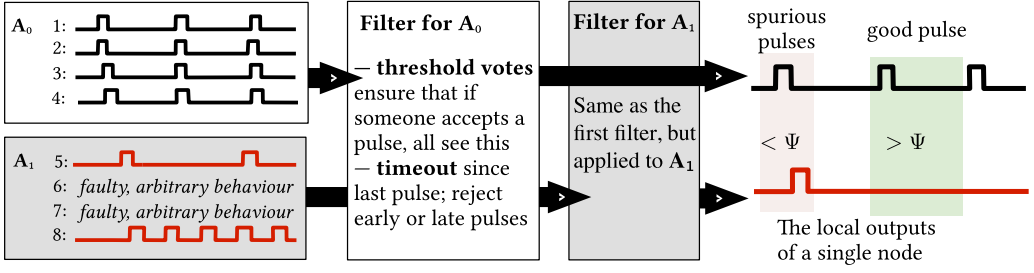 A₀
1:
2:
3:
4:
A₁
5:
6: faulty, arbitrary behaviour
7: faulty, arbitrary behaviour
8:
Filter for A₀
– threshold votes
ensure that if
someone accepts a
pulse, all see this
– timeout since
last pulse; reject
early or late pulses
Filter for A₁
Same as the
first filter, but
applied to A₁
spurious
pulses
good pulse
< Ψ
> Ψ
The local outputs
of a single node